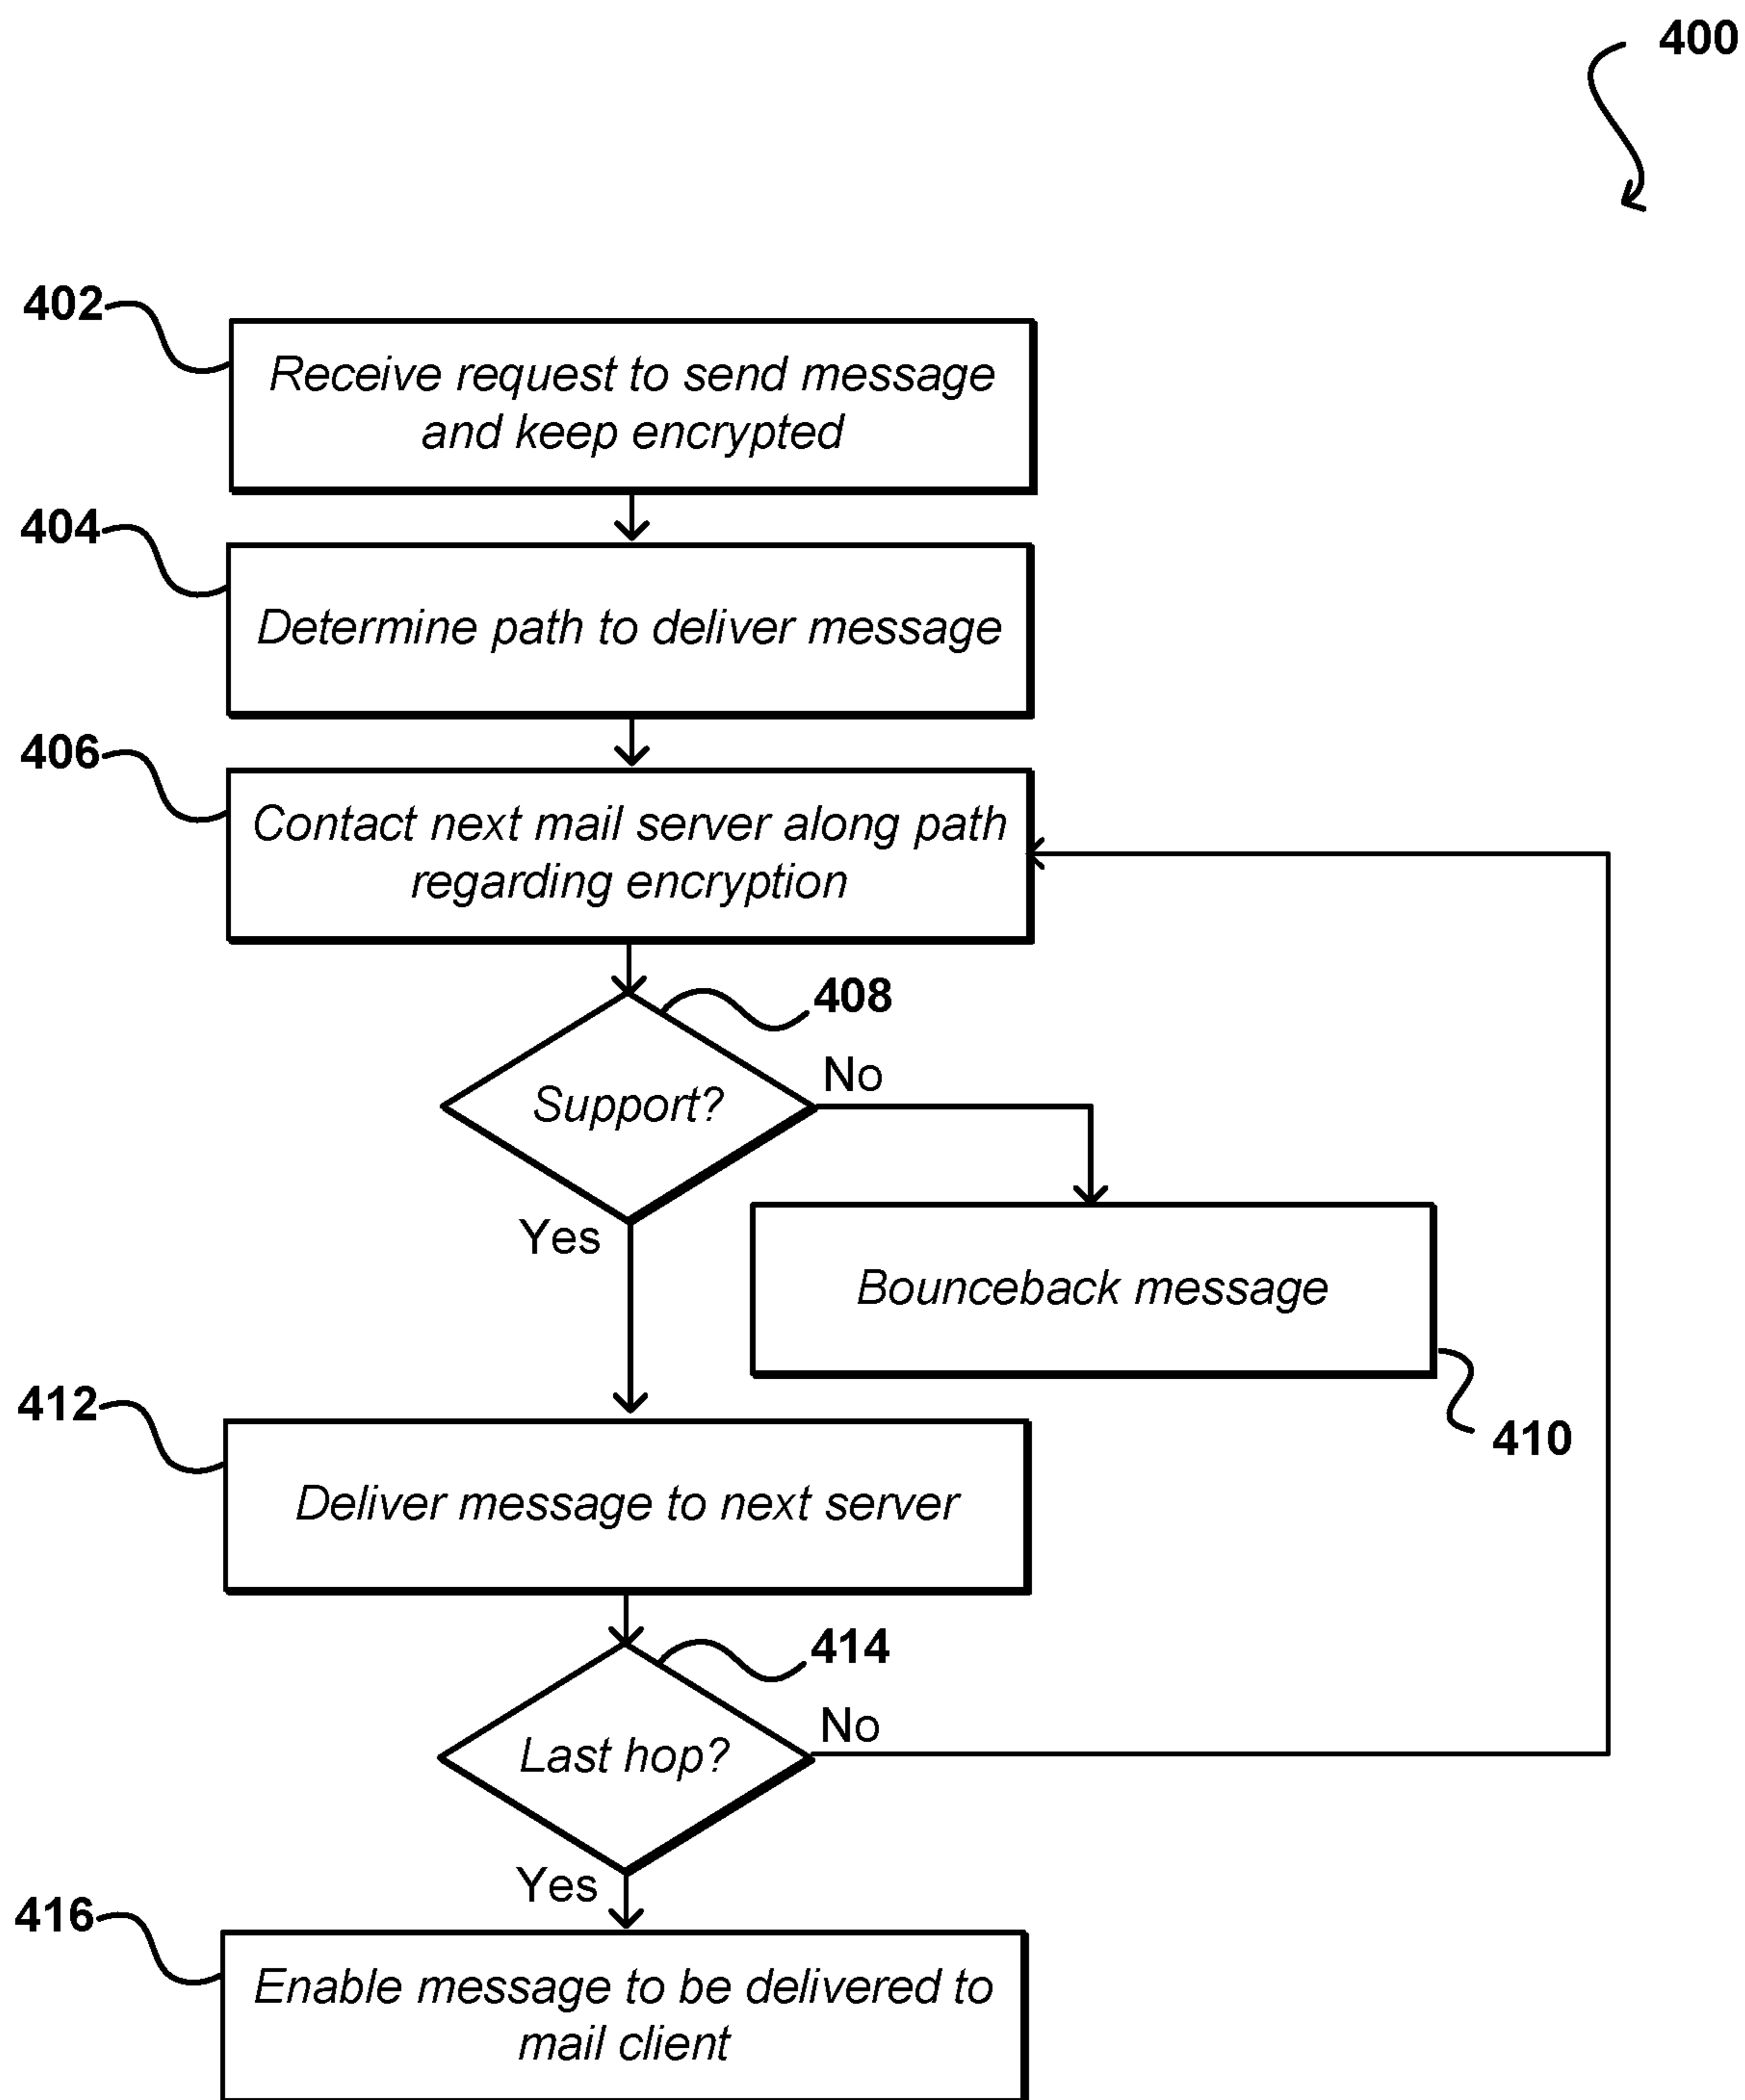 400
402
Receive request to send message
and keep encrypted
404
Determine path to deliver message
406
Contact next mail server along path
regarding encryption
408
No
Support?
Yes
Bounceback message
410
412
Deliver message to next server
414
No
Last hop?
Yes
416
Enable message to be delivered to
mail client